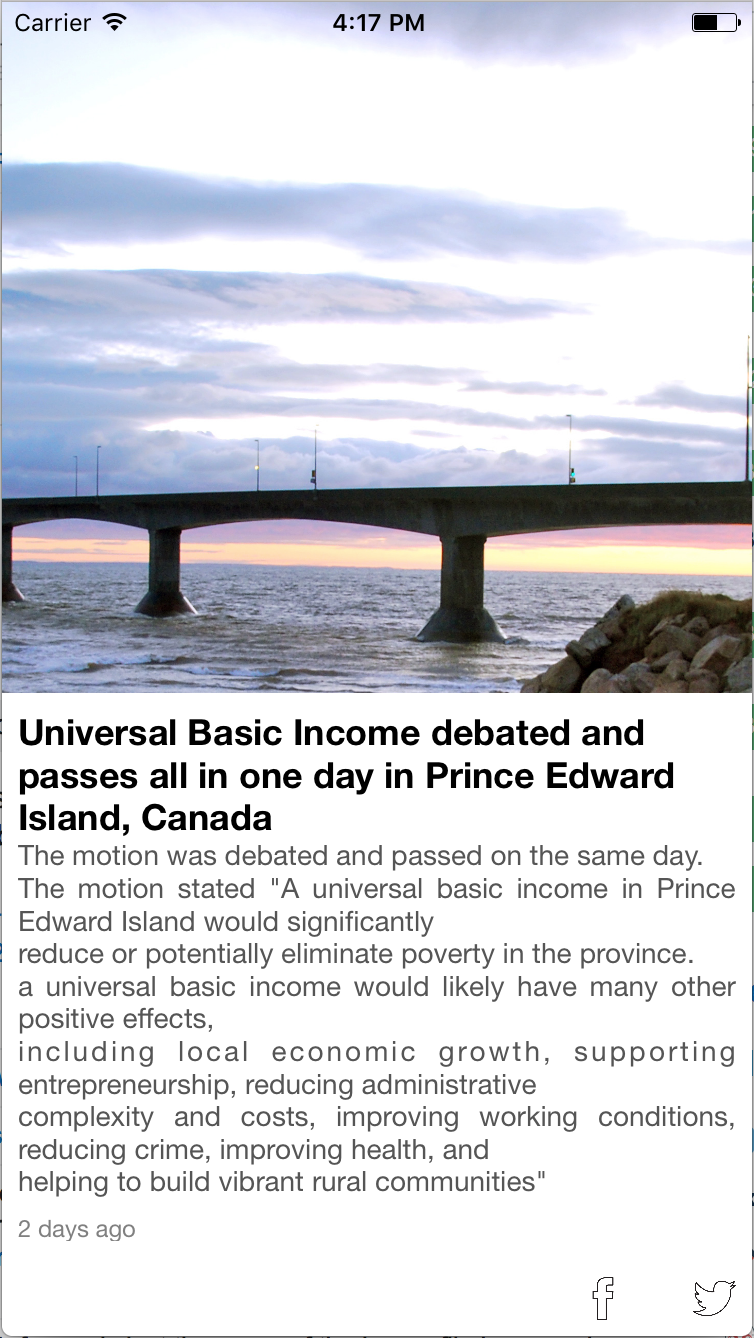 Carrier
4:17 PM
Universal Basic Income debated and
passes all in one day in Prince Edward
Island, Canada
The motion was debated and passed on the same day.
The motion stated "A universal basic income in Prince
Edward Island would significantly
reduce or potentially eliminate poverty in the province.
a universal basic income would likely have many other
positive effects,
including local economic growth, supporting
entrepreneurship, reducing administrative
complexity and costs, improving working conditions,
reducing crime, improving health, and
helping to build vibrant rural communities"
2 days ago